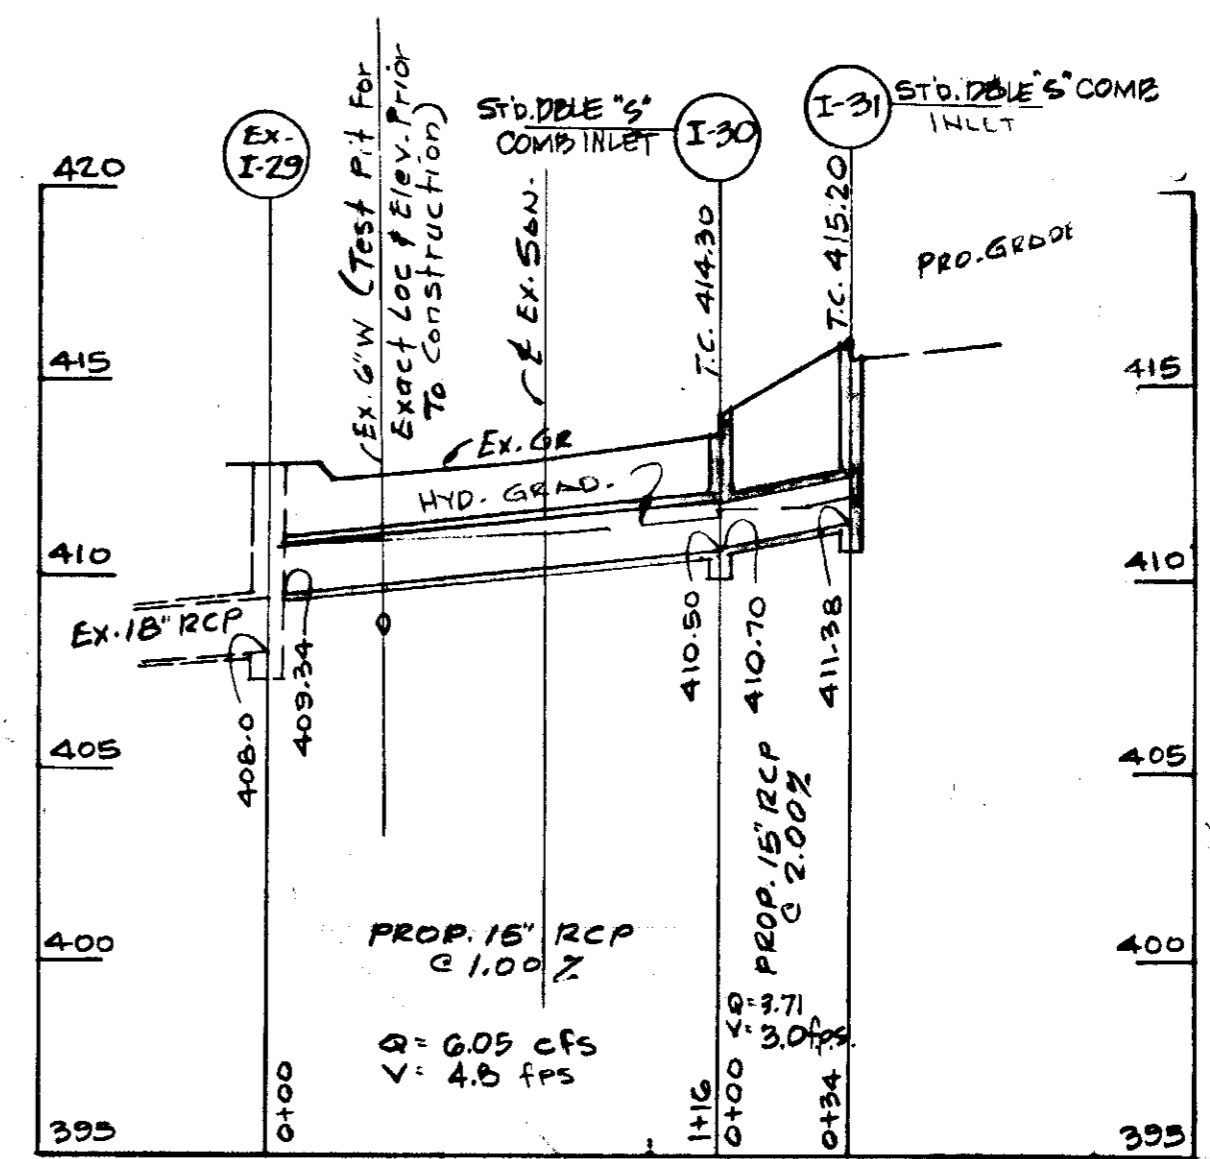 EX.-
I-29
Ex. 6"W (Test Pit For
Exact Loc & Elev. Prior
To Construction)
STD. DBLE "S"
COMB INLET
I-30
I-31
STD. DBLE "S" COMB
INLET
420
415
410
405
400
395
℄ EX. SAN.
T.C. 414.30
T.C. 415.20
PRO. GRADE
415
410
405
400
395
Ex. GR
HYD. GRAD.
EX. 18" RCP
408.0
409.34
410.50
410.70
411.38
PROP. 15" RCP
@ 1.00%
Q= 6.05 cfs
V= 4.8 fps
PROP. 15" RCP
@ 2.00%
Q=3.71
V= 3.0fps.
0+00
1+16
0+00
0+34